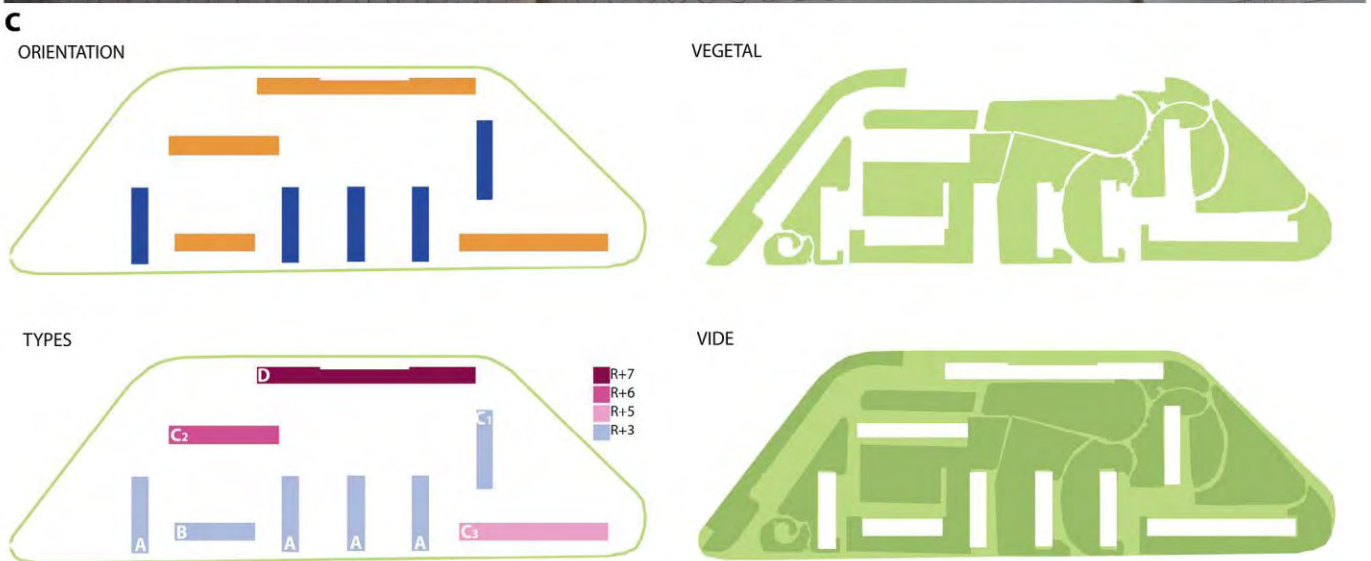 C
ORIENTATION
VEGETAL
TYPES
VIDE
D
R+7
R+6
R+5
R+3
C1
C2
A
B
A
A
A
C3